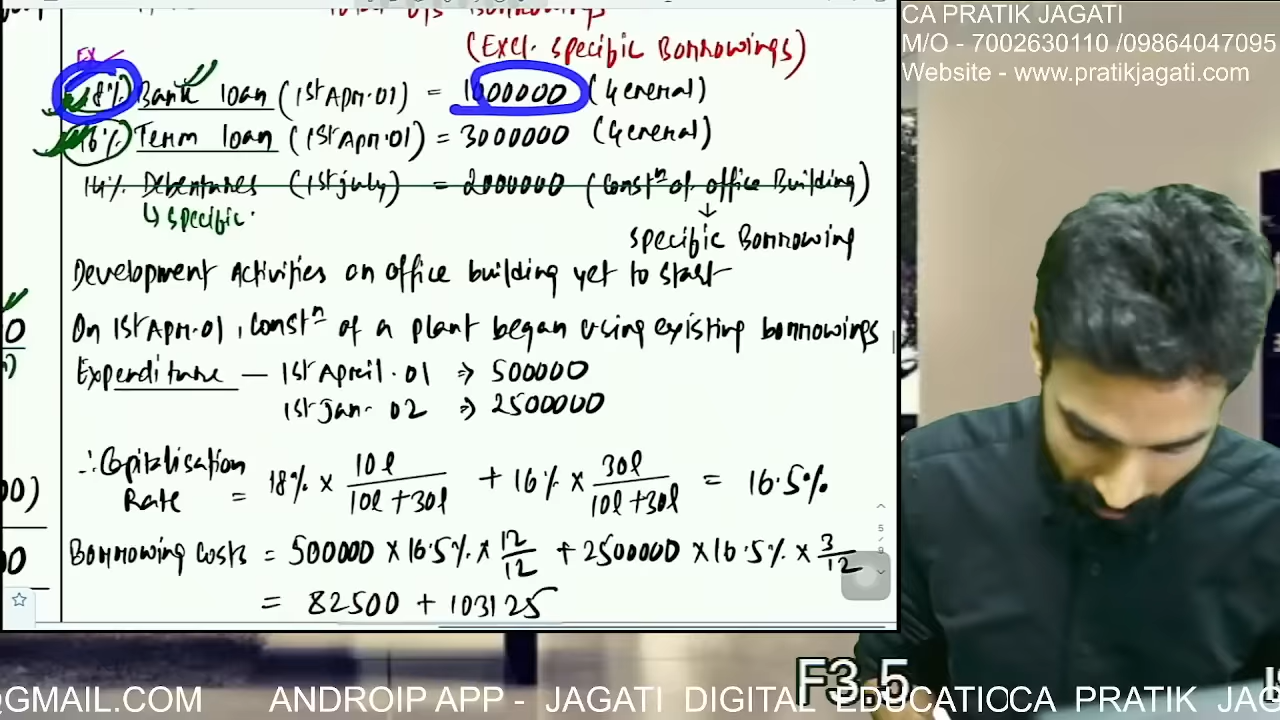 CA PRATIK JAGATI
M/O - 7002630110 /09864047095
Website - www.pratikjagati.com
Borrowings
(Excl. Specific Borrowings)
Ex
18% Bank loan (1st Apr.01) = 1000000 (General)
16% Term loan (1st Apr.01) = 3000000 (General)
14% Debentures (1st july) = 2000000 (Constn of office Building)
↳ Specific.
↓
Specific Borrowing
Development Activities on office building yet to start
On 1st Apr.01, Constn of a plant began using existing borrowings
Expenditure — 1st April.01 ⇒ 500000
1st jan. 02 ⇒ 2500000
∴ Capitalisation Rate = 18% × 10l/(10l+30l) + 16% × 30l/(10l+30l) = 16.5%
Borrowing Costs = 500000 × 16.5% × 12/12 + 2500000 × 16.5% × 3/12
= 82500 + 103125
F3.5
@GMAIL.COM ANDROIP APP - JAGATI DIGITAL EDUCATIOCA PRATIK JAG